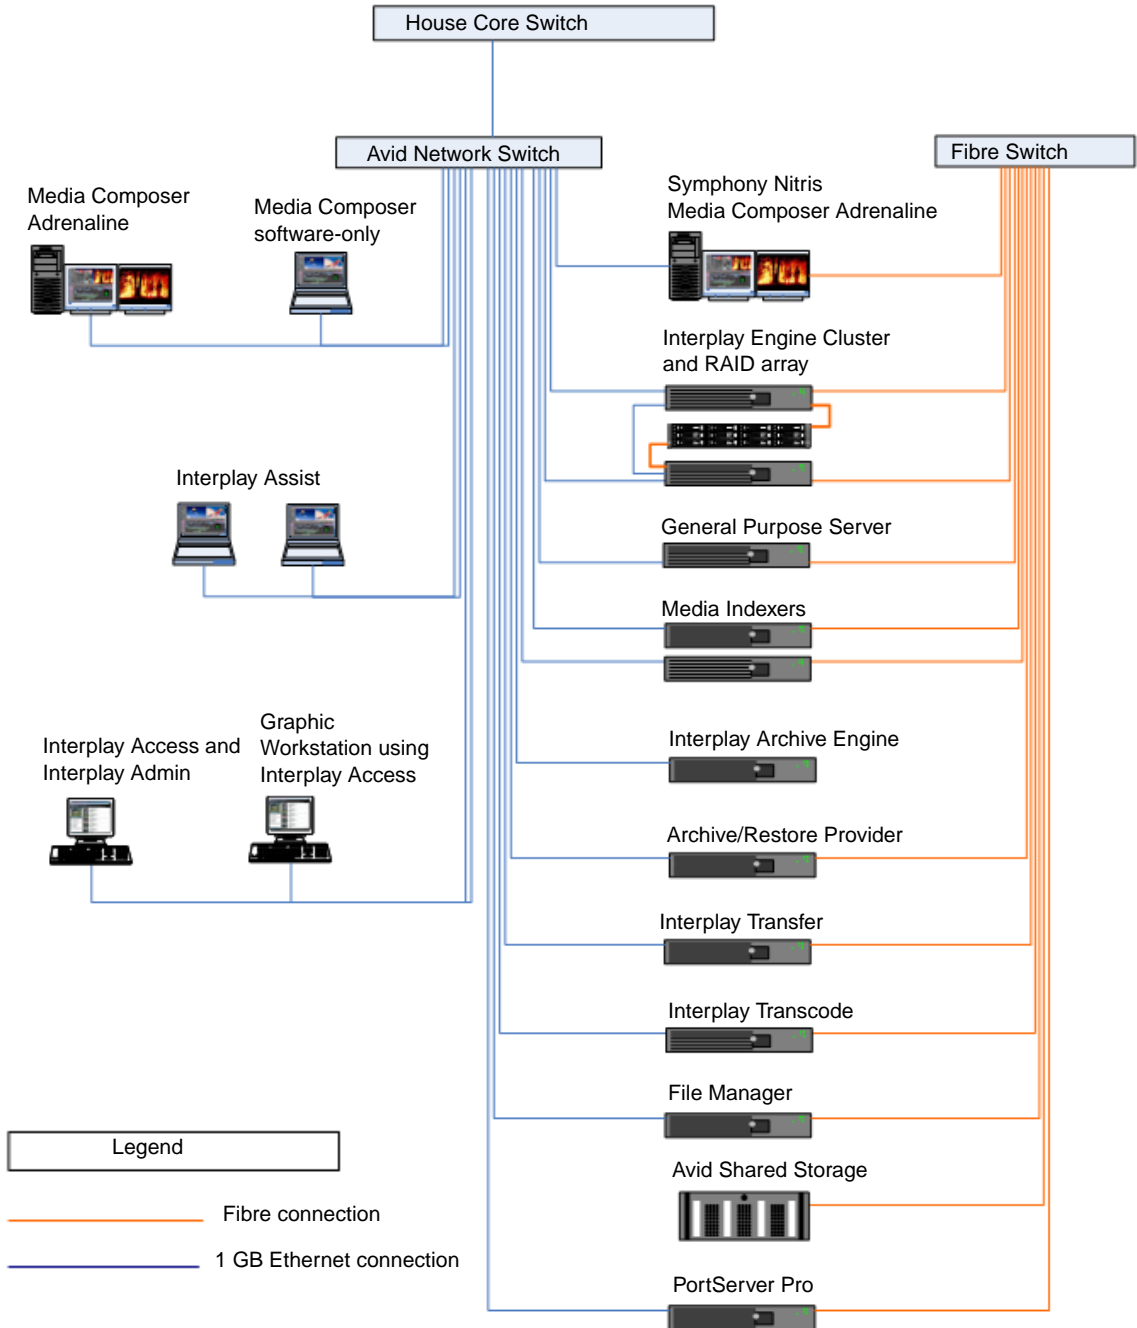 House Core Switch
Avid Network Switch
Fibre Switch
Media Composer
Adrenaline
Media Composer
software-only
Symphony Nitris
Media Composer Adrenaline
Interplay Engine Cluster
and RAID array
Interplay Assist
General Purpose Server
Media Indexers
Interplay Access and
Interplay Admin
Graphic
Workstation using
Interplay Access
Interplay Archive Engine
Archive/Restore Provider
Interplay Transfer
Interplay Transcode
File Manager
Legend
Avid Shared Storage
Fibre connection
1 GB Ethernet connection
PortServer Pro